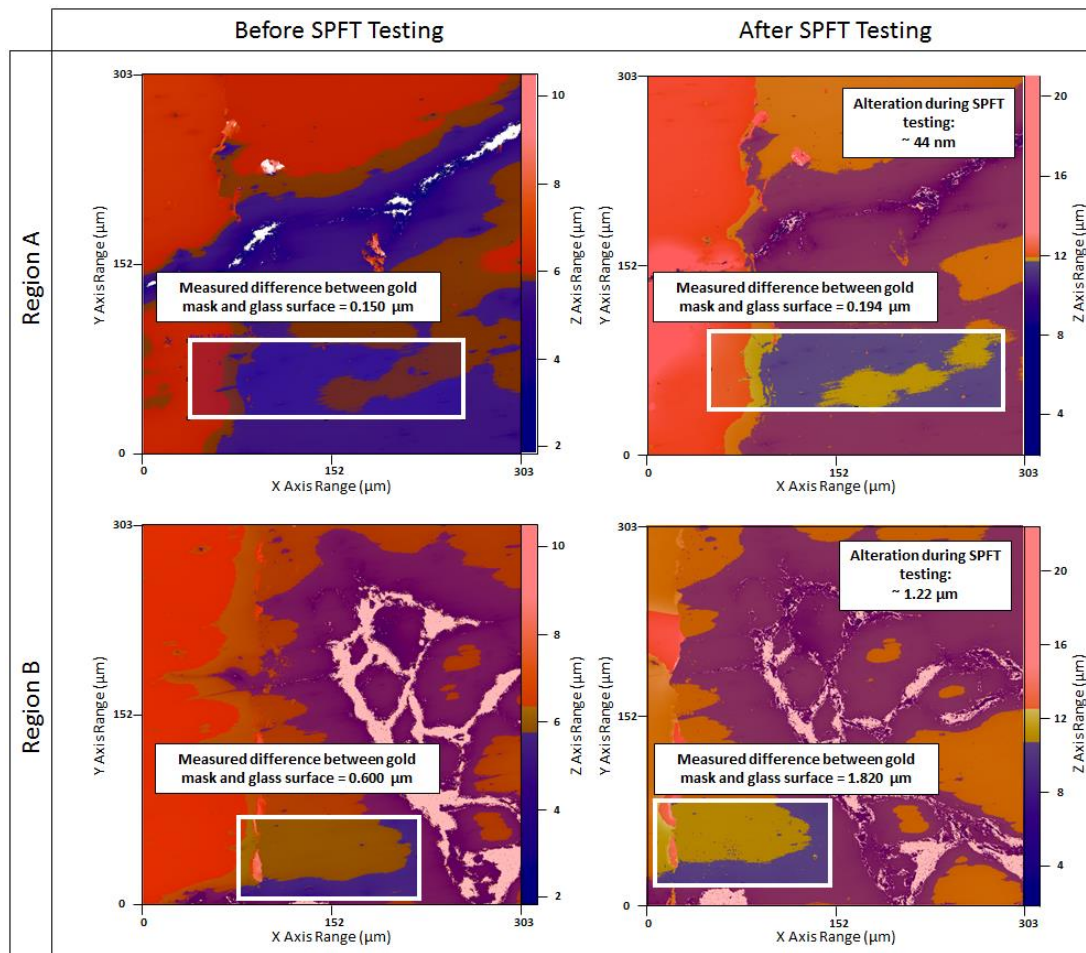 Before SPFT Testing
After SPFT Testing
Region A
303
152
0
Y Axis Range (µm)
0
152
303
X Axis Range (µm)
10
8
6
4
2
Z Axis Range (µm)
Measured difference between gold
mask and glass surface = 0.150 µm
303
152
0
Y Axis Range (µm)
0
152
303
X Axis Range (µm)
20
16
12
8
4
Z Axis Range (µm)
Alteration during SPFT
testing:
~ 44 nm
Measured difference between gold
mask and glass surface = 0.194 µm
Region B
303
152
0
Y Axis Range (µm)
0
152
303
X Axis Range (µm)
10
8
6
4
2
Z Axis Range (µm)
Measured difference between gold
mask and glass surface = 0.600 µm
303
152
0
Y Axis Range (µm)
0
152
303
X Axis Range (µm)
20
16
12
8
4
Z Axis Range (µm)
Alteration during SPFT
testing:
~ 1.22 µm
Measured difference between gold
mask and glass surface = 1.820 µm